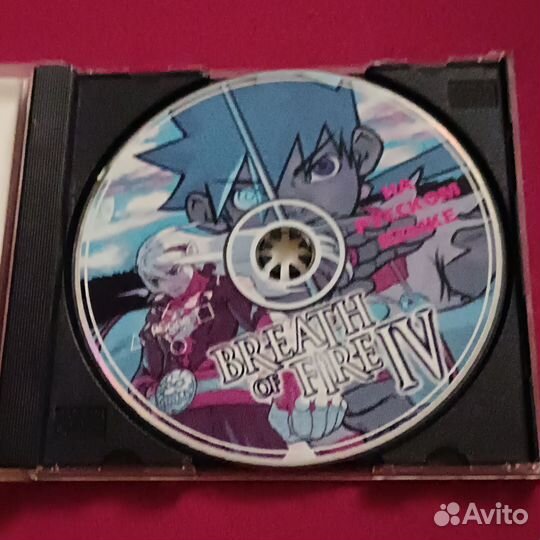 НА
РУССКОМ
ЯЗЫКЕ
BREATH
OF FIRE IV
Avito